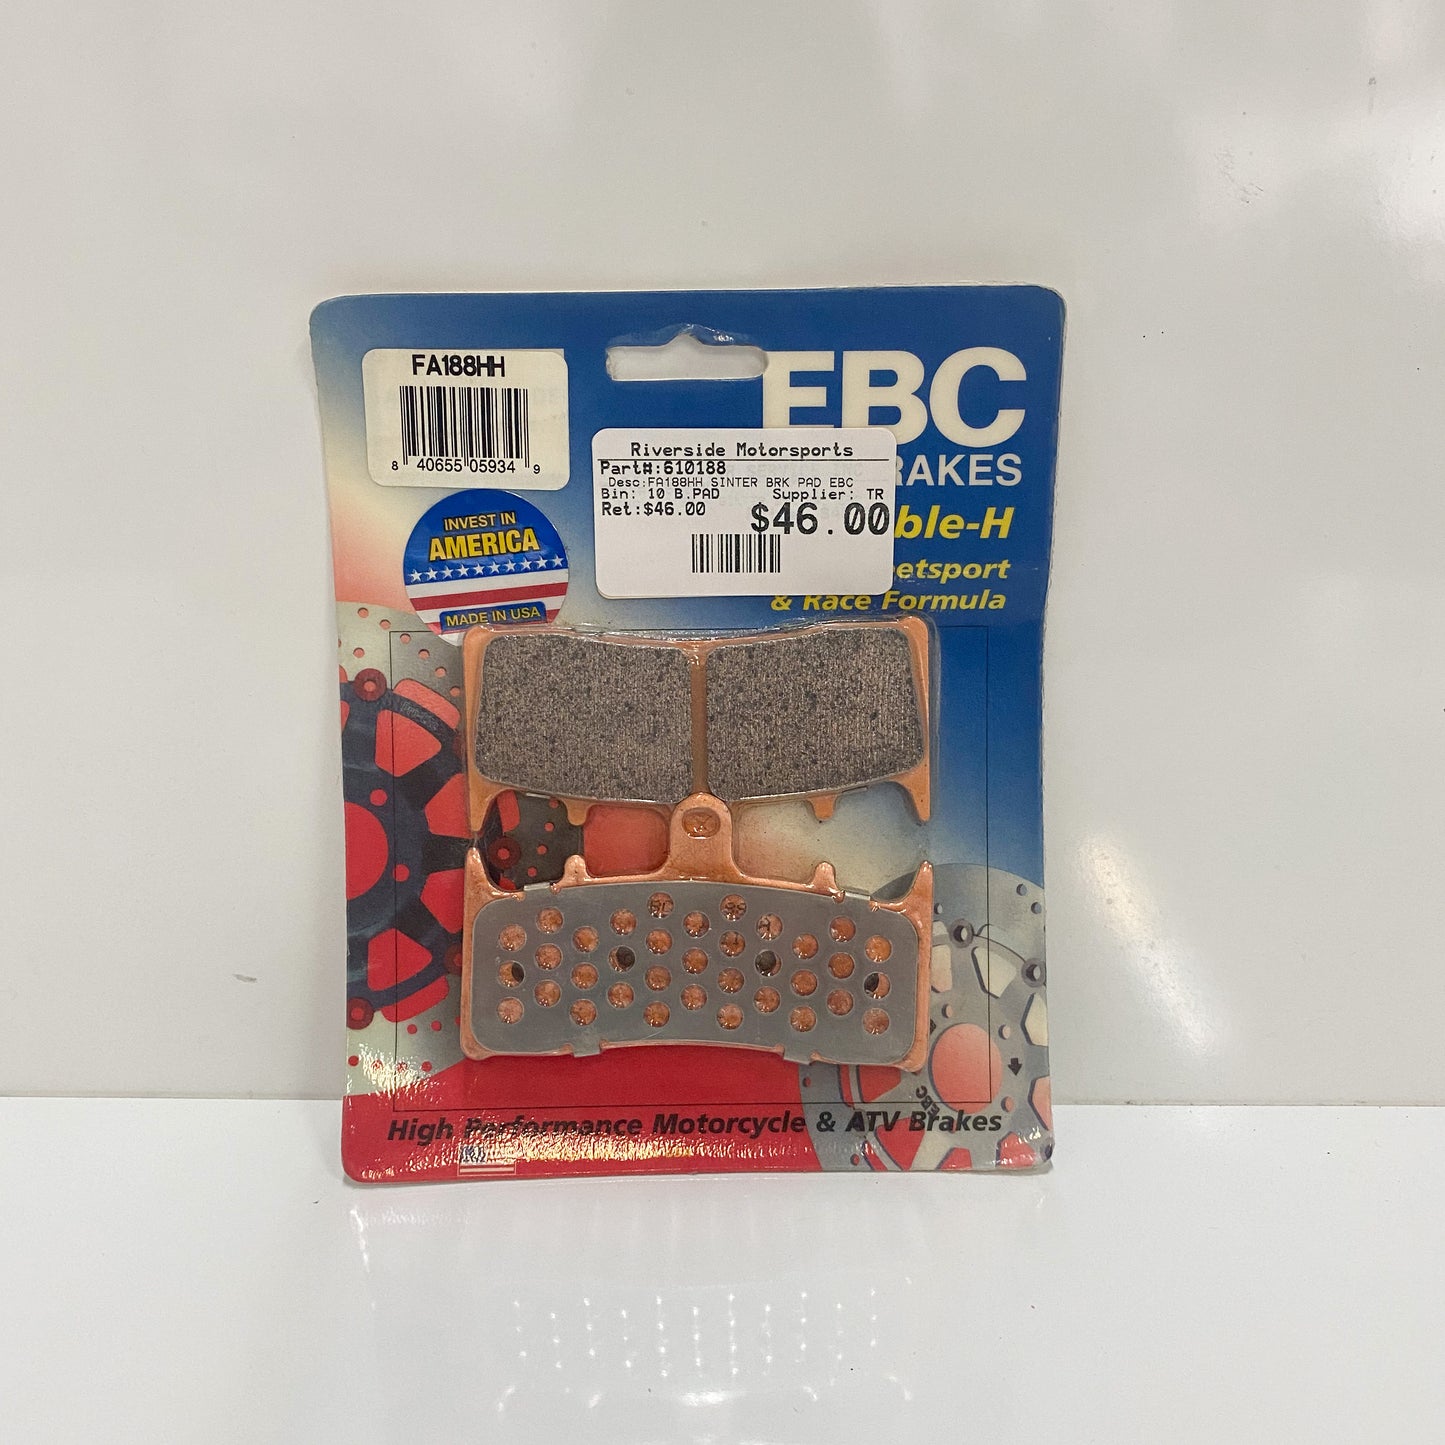 FA188HH
8 40655 05934 9
EBC
BRAKES
Riverside Motorsports
Part#:610188
Desc:FA188HH SINTER BRK PAD EBC
Bin: 10 B.PAD Supplier: TR
Ret:$46.00 $46.00
INVEST IN
AMERICA
MADE IN USA
ble-H
etsport
& Race Formula
EBC
High Performance Motorcycle & ATV Brakes